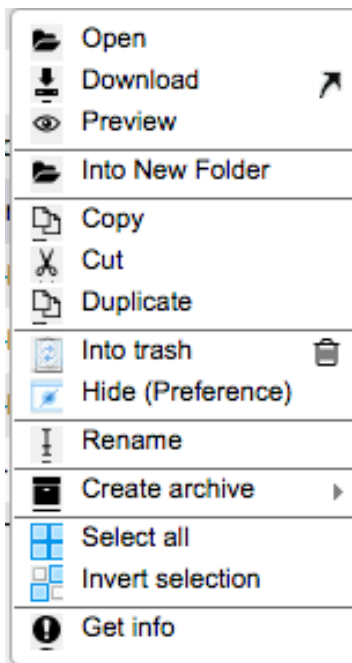 Open
Download
Preview
Into New Folder
Copy
Cut
Duplicate
Into trash
Hide (Preference)
Rename
Create archive
Select all
Invert selection
Get info